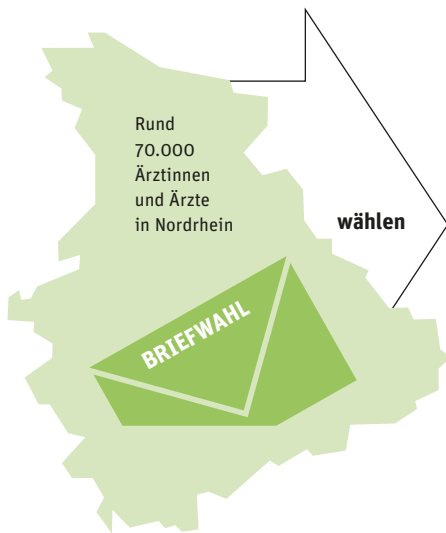 Rund
70.000
Ärztinnen
und Ärzte
in Nordrhein
wählen
BRIEFWAHL